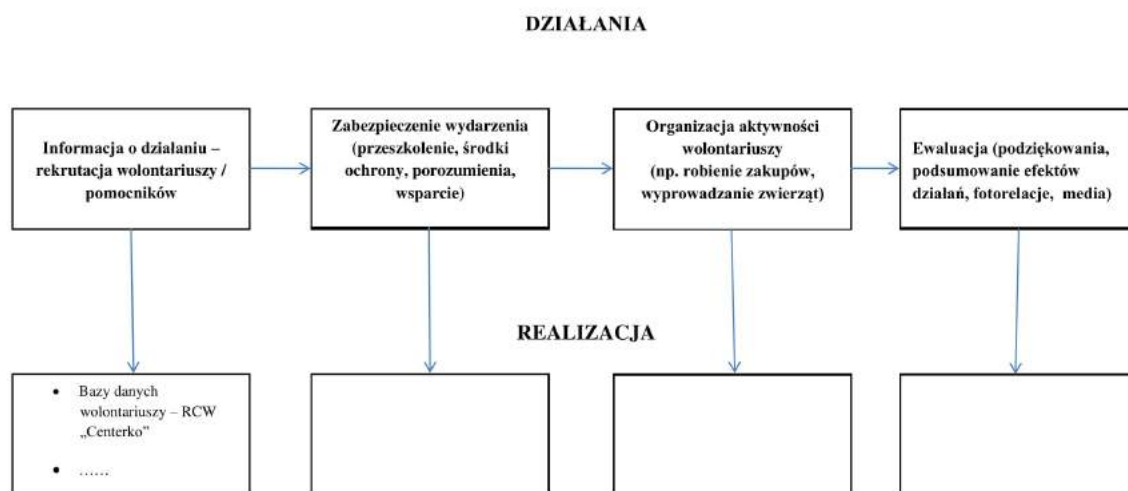 DZIAŁANIA
Informacja o działaniu –
rekrutacja wolontariuszy /
pomocników
Zabezpieczenie wydarzenia
(przeszkolenie, środki
ochrony, porozumienia,
wsparcie)
Organizacja aktywności
wolontariuszy
(np. robienie zakupów,
wyprowadzanie zwierząt)
Ewaluacja (podziękowania,
podsumowanie efektów
działań, fotorelacje, media)
REALIZACJA
• Bazy danych
wolontariuszy – RCW
„Centerko”
• ……